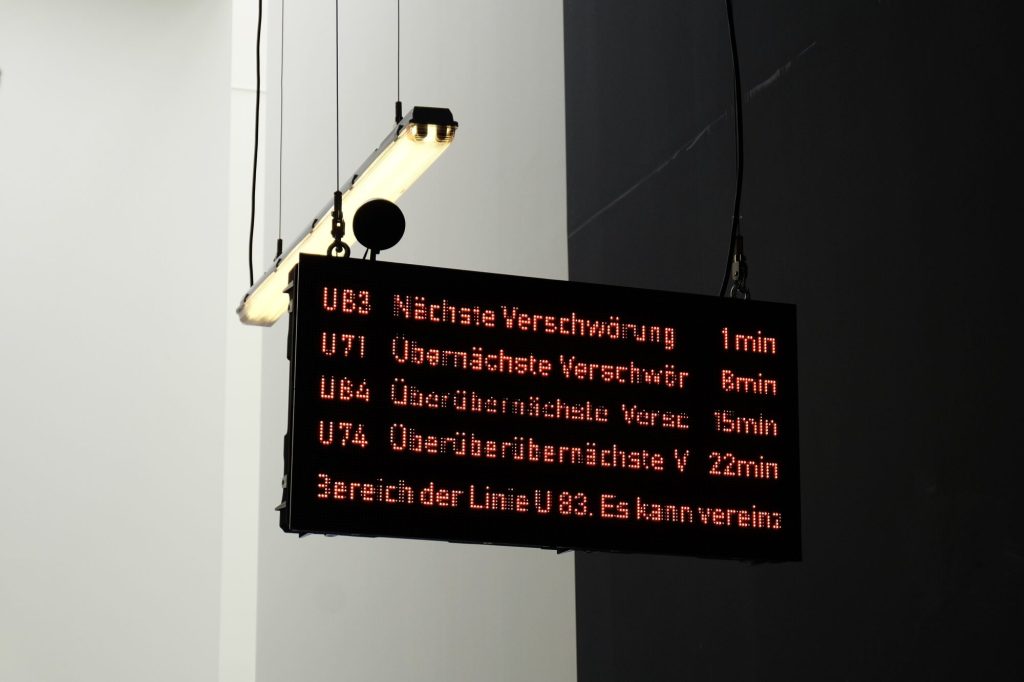 U83 Nächste Verschwörung 1min
U71 Übernächste Verschwör 8min
U84 Überübernächste Versc 15min
U74 Überüberübernächste V 22min
Bereich der Linie U 83. Es kann vereinz